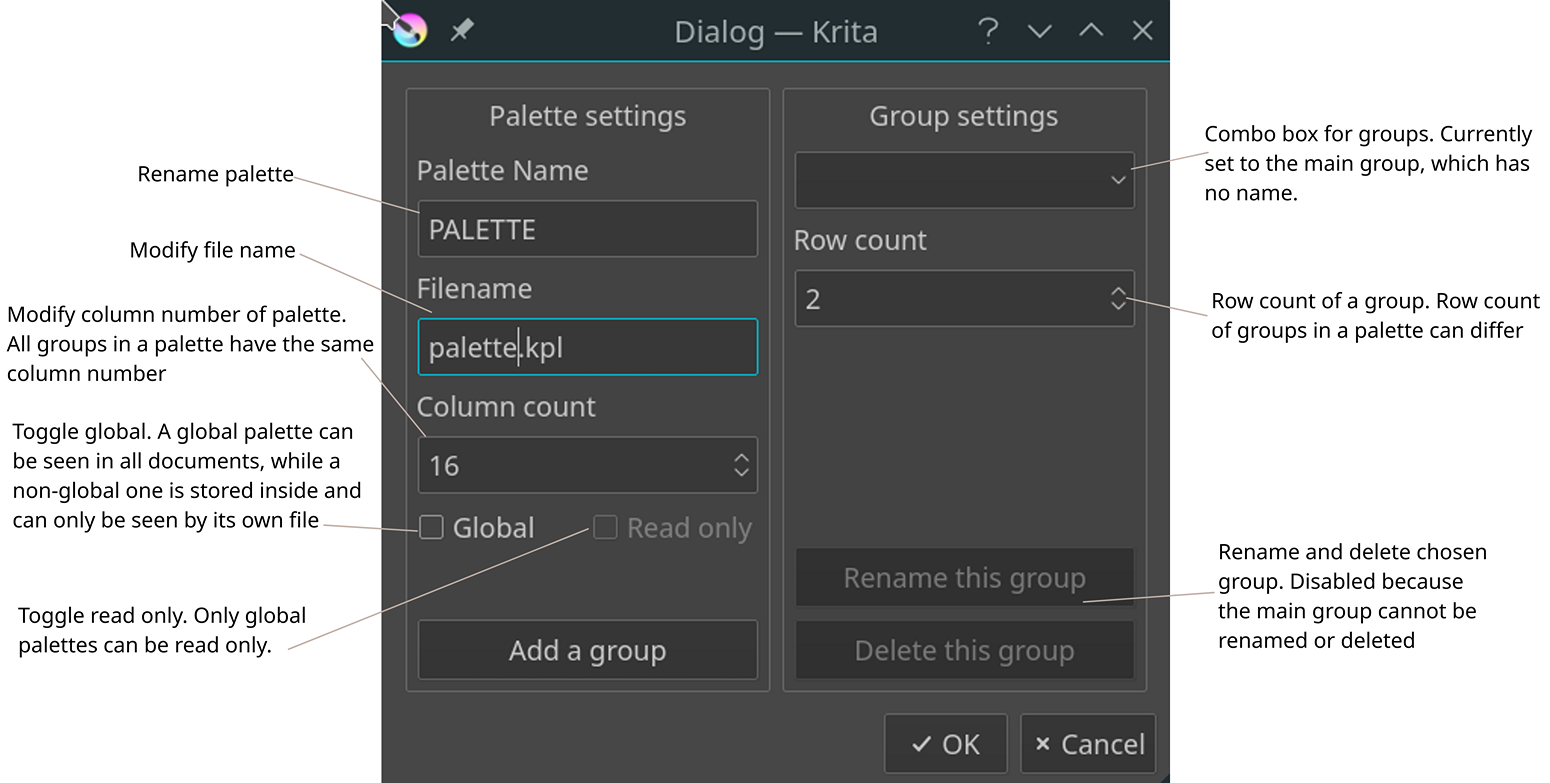 Dialog — Krita
Palette settings
Palette Name
PALETTE
Filename
palette.kpl
Column count
16
Global
Read only
Add a group
Group settings
Row count
2
Rename this group
Delete this group
OK
Cancel
Rename palette
Modify file name
Modify column number of palette.
All groups in a palette have the same
column number
Toggle global. A global palette can
be seen in all documents, while a
non-global one is stored inside and
can only be seen by its own file
Toggle read only. Only global
palettes can be read only.
Combo box for groups. Currently
set to the main group, which has
no name.
Row count of a group. Row count
of groups in a palette can differ
Rename and delete chosen
group. Disabled because
the main group cannot be
renamed or deleted